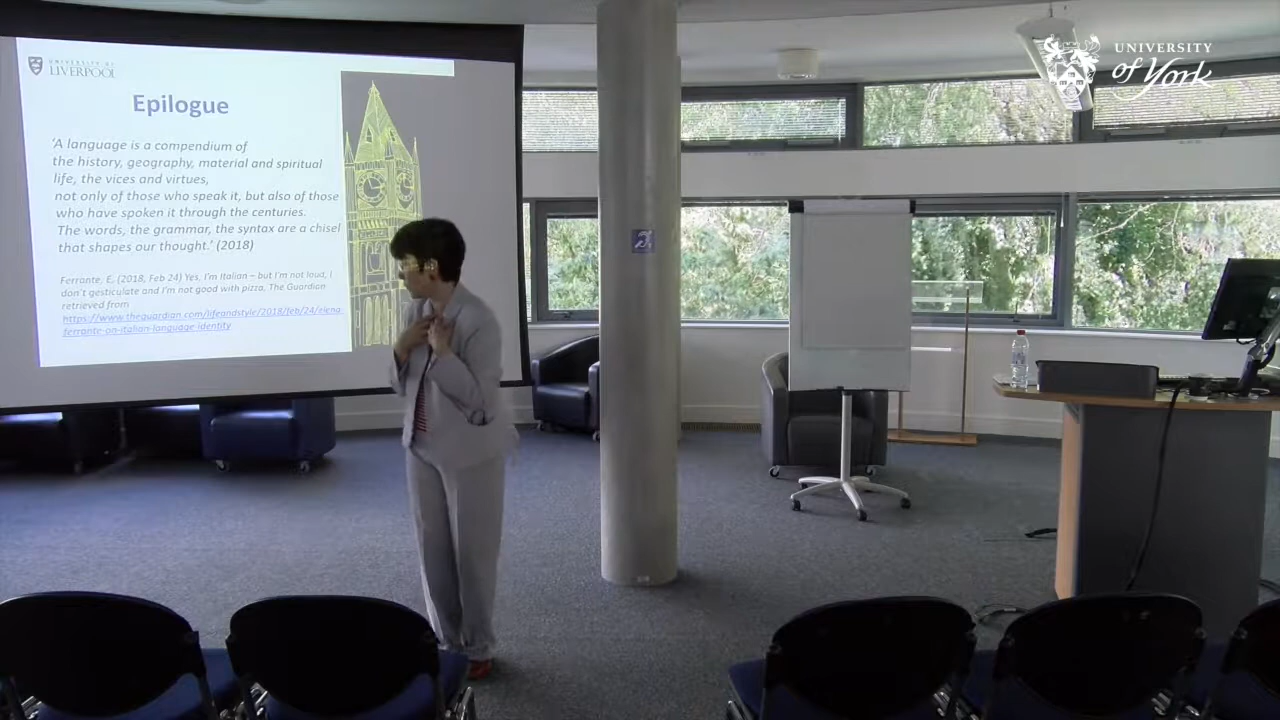 UNIVERSITY OF
LIVERPOOL
Epilogue
‘A language is a compendium of
the history, geography, material and spiritual
life, the vices and virtues,
not only of those who speak it, but also of those
who have spoken it through the centuries.
The words, the grammar, the syntax are a chisel
that shapes our thought.’ (2018)
Ferrante, E. (2018, Feb 24) Yes, I’m Italian – but I’m not loud, I
don’t gesticulate and I’m not good with pizza, The Guardian
retrieved from
https://www.theguardian.com/lifeandstyle/2018/feb/24/elena-
ferrante-on-italian-language-identity
UNIVERSITY
of York